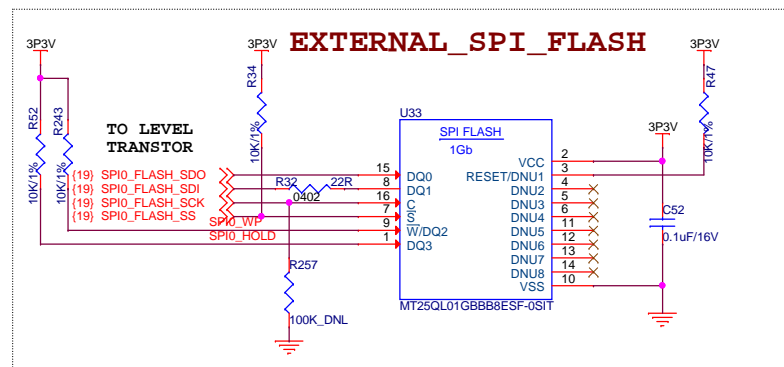 EXTERNAL_SPI_FLASH
3P3V
3P3V
3P3V
3P3V
R52
10K/1%
R243
10K/1%
R34
10K/1%
R47
10K/1%
TO LEVEL
TRANSTOR
U33
SPI FLASH
1Gb
{19} SPI0_FLASH_SDO
{19} SPI0_FLASH_SDI
{19} SPI0_FLASH_SCK
{19} SPI0_FLASH_SS
SPI0_WP
SPI0_HOLD
R32
22R
0402
R257
100K_DNL
15 DQ0
8 DQ1
16 C
7 S
9 W/DQ2
1 DQ3
VCC 2
RESET/DNU1 3
DNU2 4
DNU3 5
DNU4 6
DNU5 11
DNU6 12
DNU7 13
DNU8 14
VSS 10
MT25QL01GBBB8ESF-0SIT
C52
0.1uF/16V